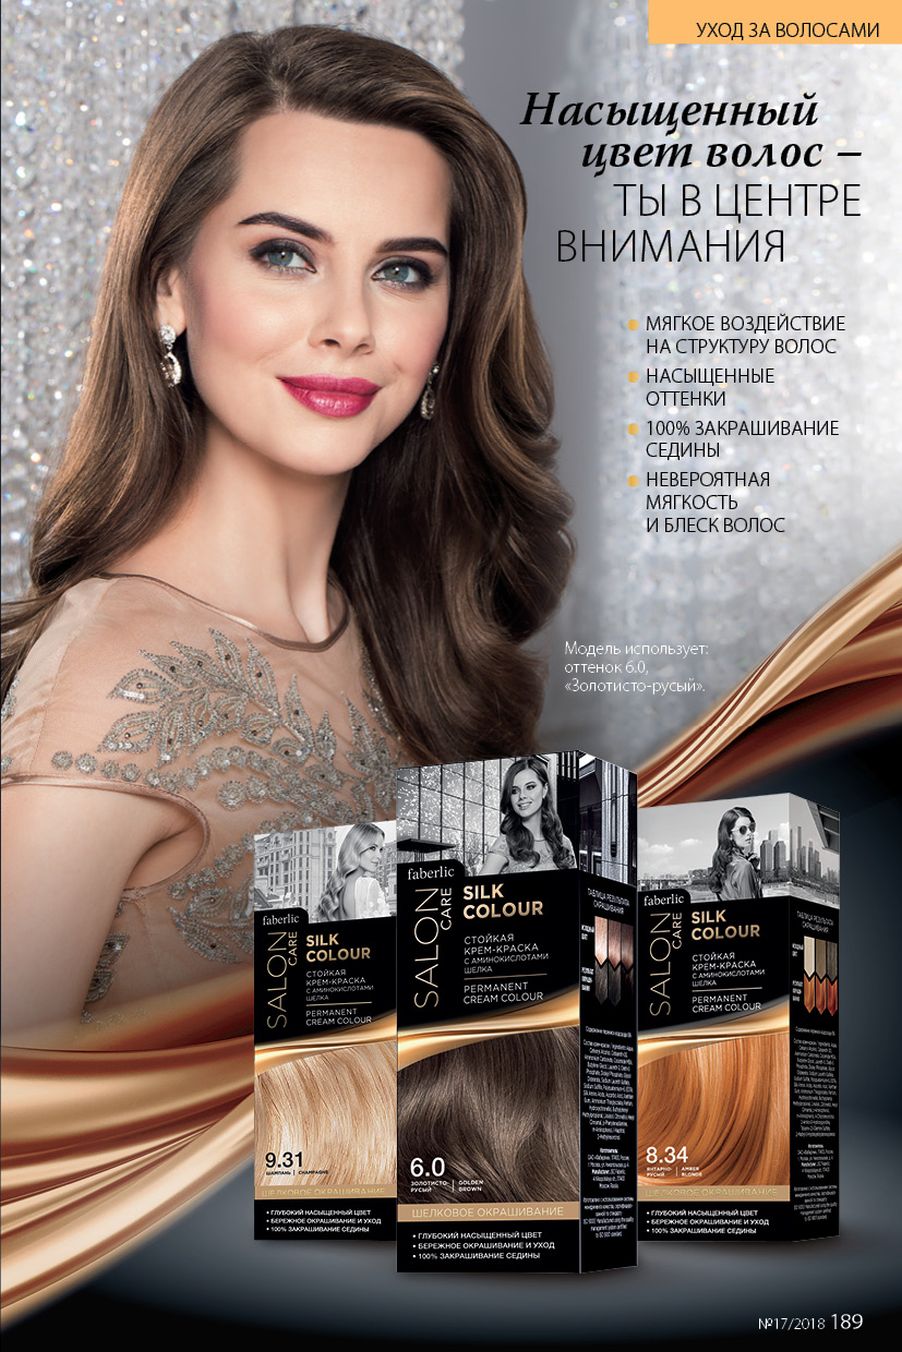 УХОД ЗА ВОЛОСАМИ
Насыщенный
цвет волос –
ТЫ В ЦЕНТРЕ
ВНИМАНИЯ
МЯГКОЕ ВОЗДЕЙСТВИЕ
НА СТРУКТУРУ ВОЛОС
НАСЫЩЕННЫЕ
ОТТЕНКИ
100% ЗАКРАШИВАНИЕ
СЕДИНЫ
НЕВЕРОЯТНАЯ
МЯГКОСТЬ
И БЛЕСК ВОЛОС
Модель использует:
оттенок 6.0,
«Золотисто-русый».
faberlic
SALON
CARE
SILK
COLOUR
СТОЙКАЯ
КРЕМ-КРАСКА
С АМИНОКИСЛОТАМИ
ШЕЛКА
PERMANENT
CREAM COLOUR
9.31
ШАМПАНЬ | CHAMPAGNE
ШЕЛКОВОЕ ОКРАШИВАНИЕ
• ГЛУБОКИЙ НАСЫЩЕННЫЙ ЦВЕТ
• БЕРЕЖНОЕ ОКРАШИВАНИЕ И УХОД
• 100% ЗАКРАШИВАНИЕ СЕДИНЫ
faberlic
SALON
CARE
SILK
COLOUR
СТОЙКАЯ
КРЕМ-КРАСКА
С АМИНОКИСЛОТАМИ
ШЕЛКА
PERMANENT
CREAM COLOUR
6.0
ЗОЛОТИСТО- | GOLDEN
РУСЫЙ | BROWN
ШЕЛКОВОЕ ОКРАШИВАНИЕ
• ГЛУБОКИЙ НАСЫЩЕННЫЙ ЦВЕТ
• БЕРЕЖНОЕ ОКРАШИВАНИЕ И УХОД
• 100% ЗАКРАШИВАНИЕ СЕДИНЫ
ТАБЛИЦА РЕЗУЛЬТАТА
ОКРАШИВАНИЯ
faberlic
SALON
CARE
SILK
COLOUR
СТОЙКАЯ
КРЕМ-КРАСКА
С АМИНОКИСЛОТАМИ
ШЕЛКА
PERMANENT
CREAM COLOUR
8.34
ЯНТАРНО- | AMBER
РУСЫЙ | BLONDE
ШЕЛКОВОЕ ОКРАШИВАНИЕ
• ГЛУБОКИЙ НАСЫЩЕННЫЙ ЦВЕТ
• БЕРЕЖНОЕ ОКРАШИВАНИЕ И УХОД
• 100% ЗАКРАШИВАНИЕ СЕДИНЫ
ТАБЛИЦА РЕЗУЛЬТАТА
ОКРАШИВАНИЯ
№17/2018 189